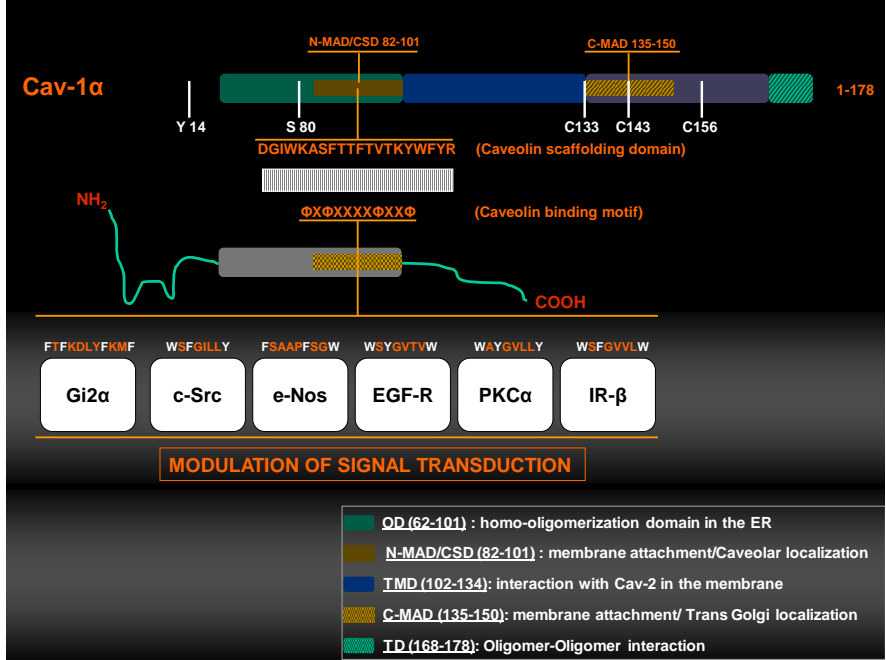 N-MAD/CSD 82-101
C-MAD 135-150
Cav-1α
1-178
Y 14
S 80
C133
C143
C156
DGIWKASFTTFTVTKYWFYR
(Caveolin scaffolding domain)
NH2
ΦXΦXXXXΦXXΦ
(Caveolin binding motif)
COOH
FTFKDLYFKMF
WSFGILLY
FSAAPFSGW
WSYGVTVW
WAYGVLLY
WSFGVVLW
Gi2α
c-Src
e-Nos
EGF-R
PKCα
IR-β
MODULATION OF SIGNAL TRANSDUCTION
OD (62-101) : homo-oligomerization domain in the ER
N-MAD/CSD (82-101) : membrane attachment/Caveolar localization
TMD (102-134): interaction with Cav-2 in the membrane
C-MAD (135-150): membrane attachment/ Trans Golgi localization
TD (168-178): Oligomer-Oligomer interaction